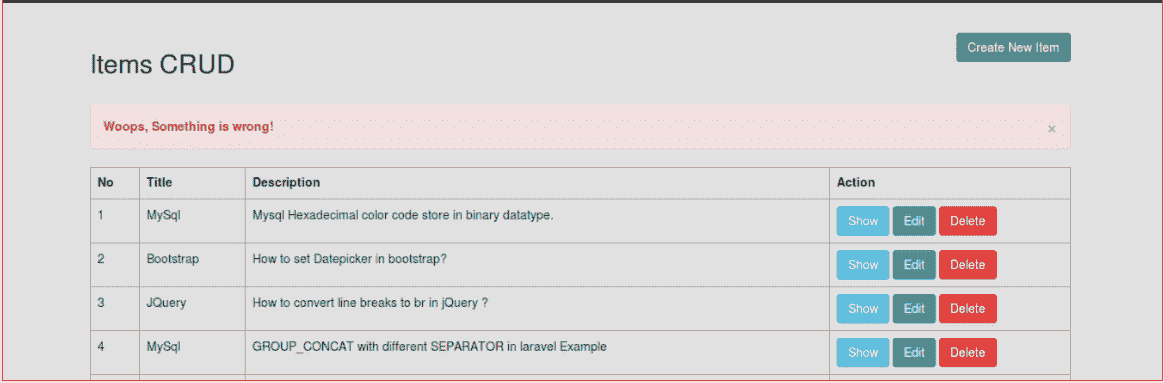 Create New Item
Items CRUD
Woops, Something is wrong! ×
No Title Description Action
1 MySql Mysql Hexadecimal color code store in binary datatype. Show Edit Delete
2 Bootstrap How to set Datepicker in bootstrap? Show Edit Delete
3 JQuery How to convert line breaks to br in jQuery ? Show Edit Delete
4 MySql GROUP_CONCAT with different SEPARATOR in laravel Example Show Edit Delete